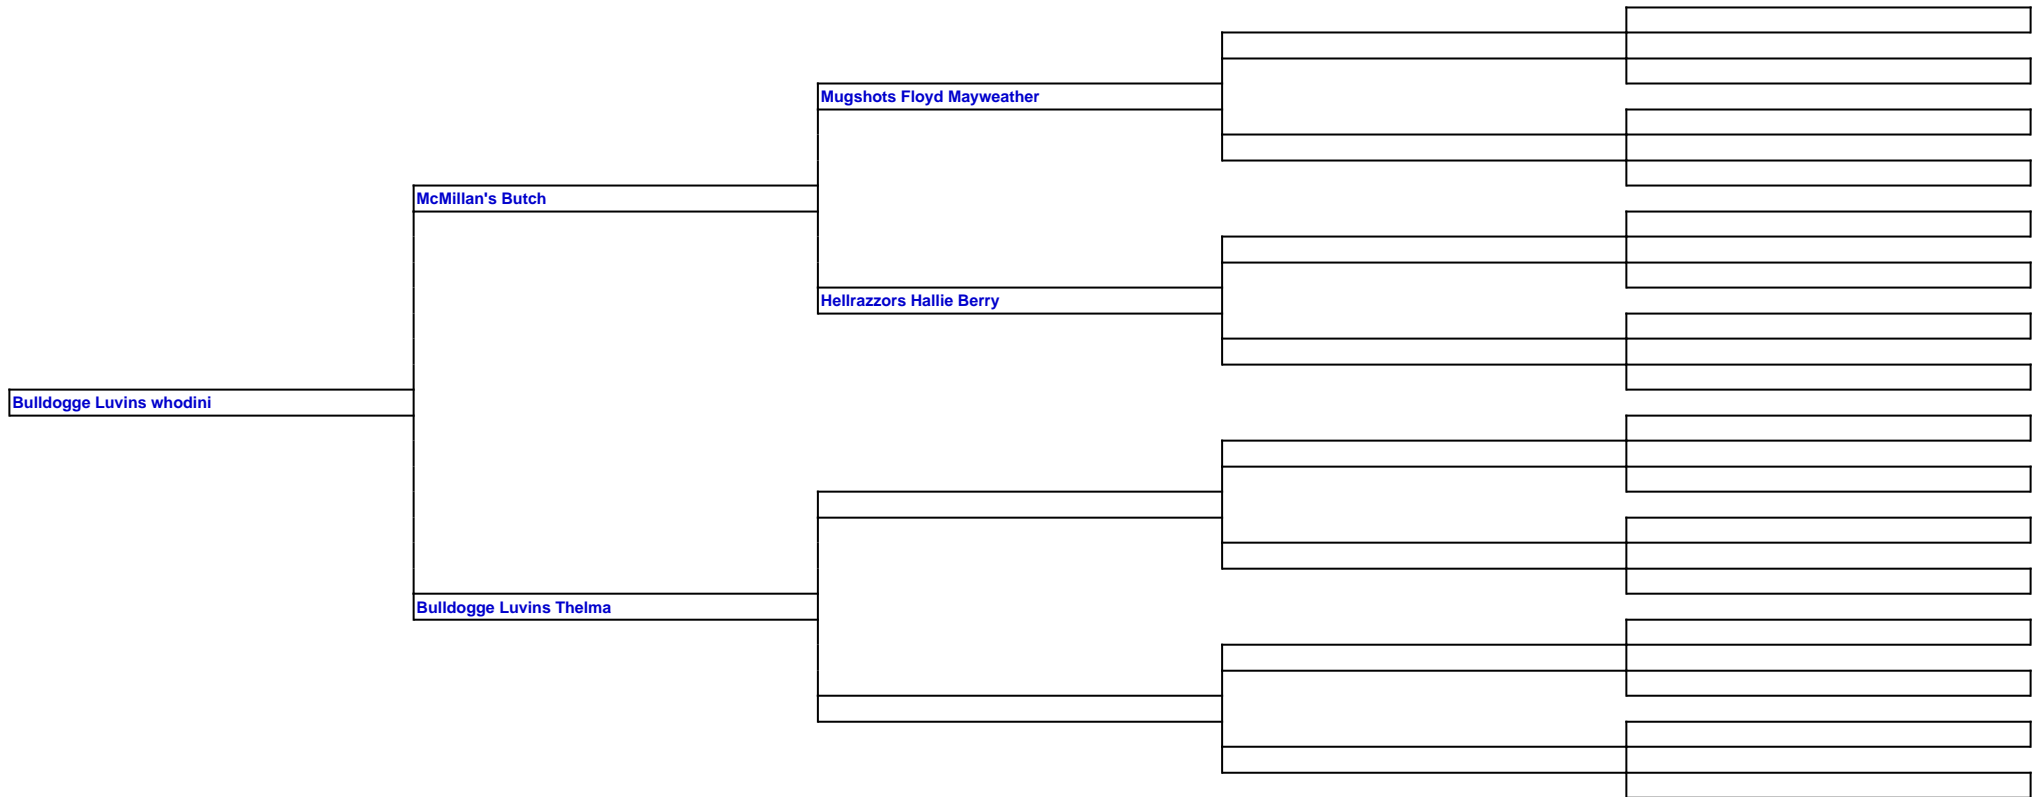 Mugshots Floyd Mayweather
McMillan's Butch
Hellrazzors Hallie Berry
Bulldogge Luvins whodini
Bulldogge Luvins Thelma